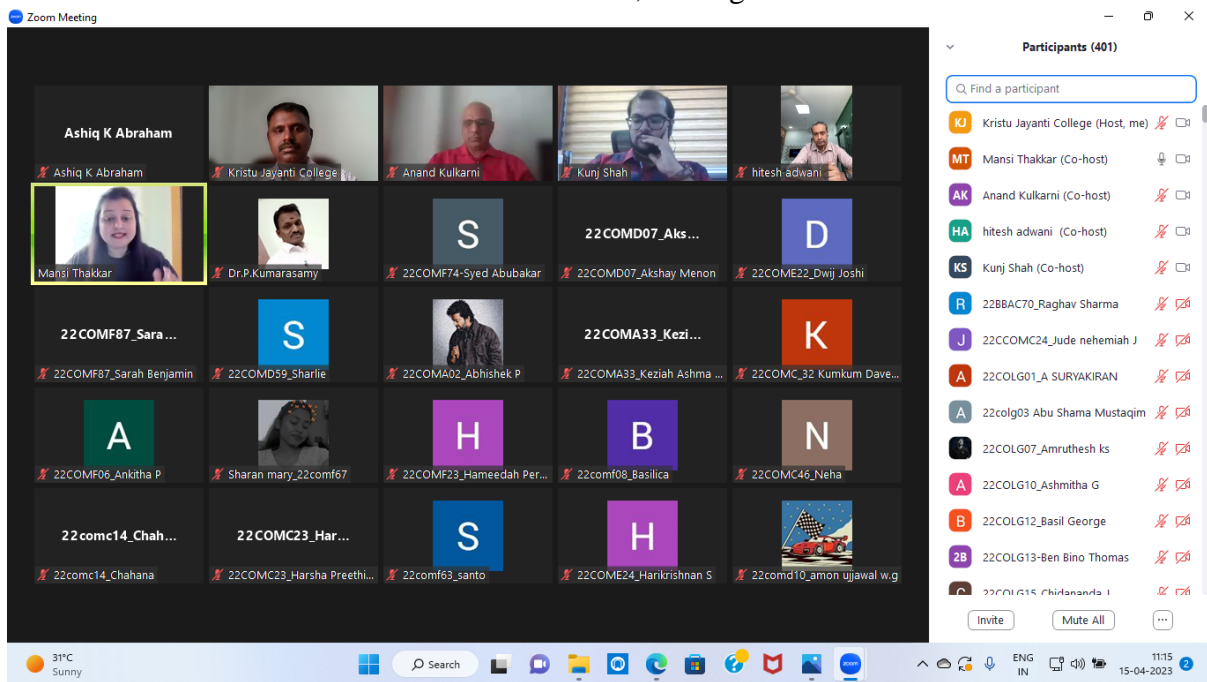 Zoom Meeting
Ashiq K Abraham
Ashiq K Abraham
Kristu Jayanti College
Anand Kulkarni
Kunj Shah
hitesh adwani
Mansi Thakkar
Dr.P.Kumarasamy
S
22COMF74-Syed Abubakar
22COMD07_Aks...
22COMD07_Akshay Menon
D
22COME22_Dwij Joshi
22COMF87_Sara...
22COMF87_Sarah Benjamin
S
22COMD59_Sharlie
22COMA02_Abhishek P
22COMA33_Kezi...
22COMA33_Keziah Ashma ...
K
22COMC_32 Kumkum Dave...
A
22COMF06_Ankitha P
Sharan mary_22comf67
H
22COMF23_Hameedah Per...
B
22comf08_Basilica
N
22COMC46_Neha
22comc14_Chah...
22comc14_Chahana
22COMC23_Har...
22COMC23_Harsha Preethi...
S
22comf63_santo
H
22COME24_Harikrishnan S
22comd10_amon ujjawal w.g
Participants (401)
Find a participant
KJ Kristu Jayanti College (Host, me)
MT Mansi Thakkar (Co-host)
AK Anand Kulkarni (Co-host)
HA hitesh adwani (Co-host)
KS Kunj Shah (Co-host)
R 22BBAC70_Raghav Sharma
J 22CCOMC24_Jude nehemiah J
A 22COLG01_A SURYAKIRAN
A 22colg03 Abu Shama Mustaqim
22COLG07_Amruthesh ks
A 22COLG10_Ashmitha G
B 22COLG12_Basil George
2B 22COLG13-Ben Bino Thomas
C 22COLG15 Chidananda J
Invite
Mute All
...
31°C
Sunny
Search
zoom
ENG
IN
11:15
15-04-2023
2